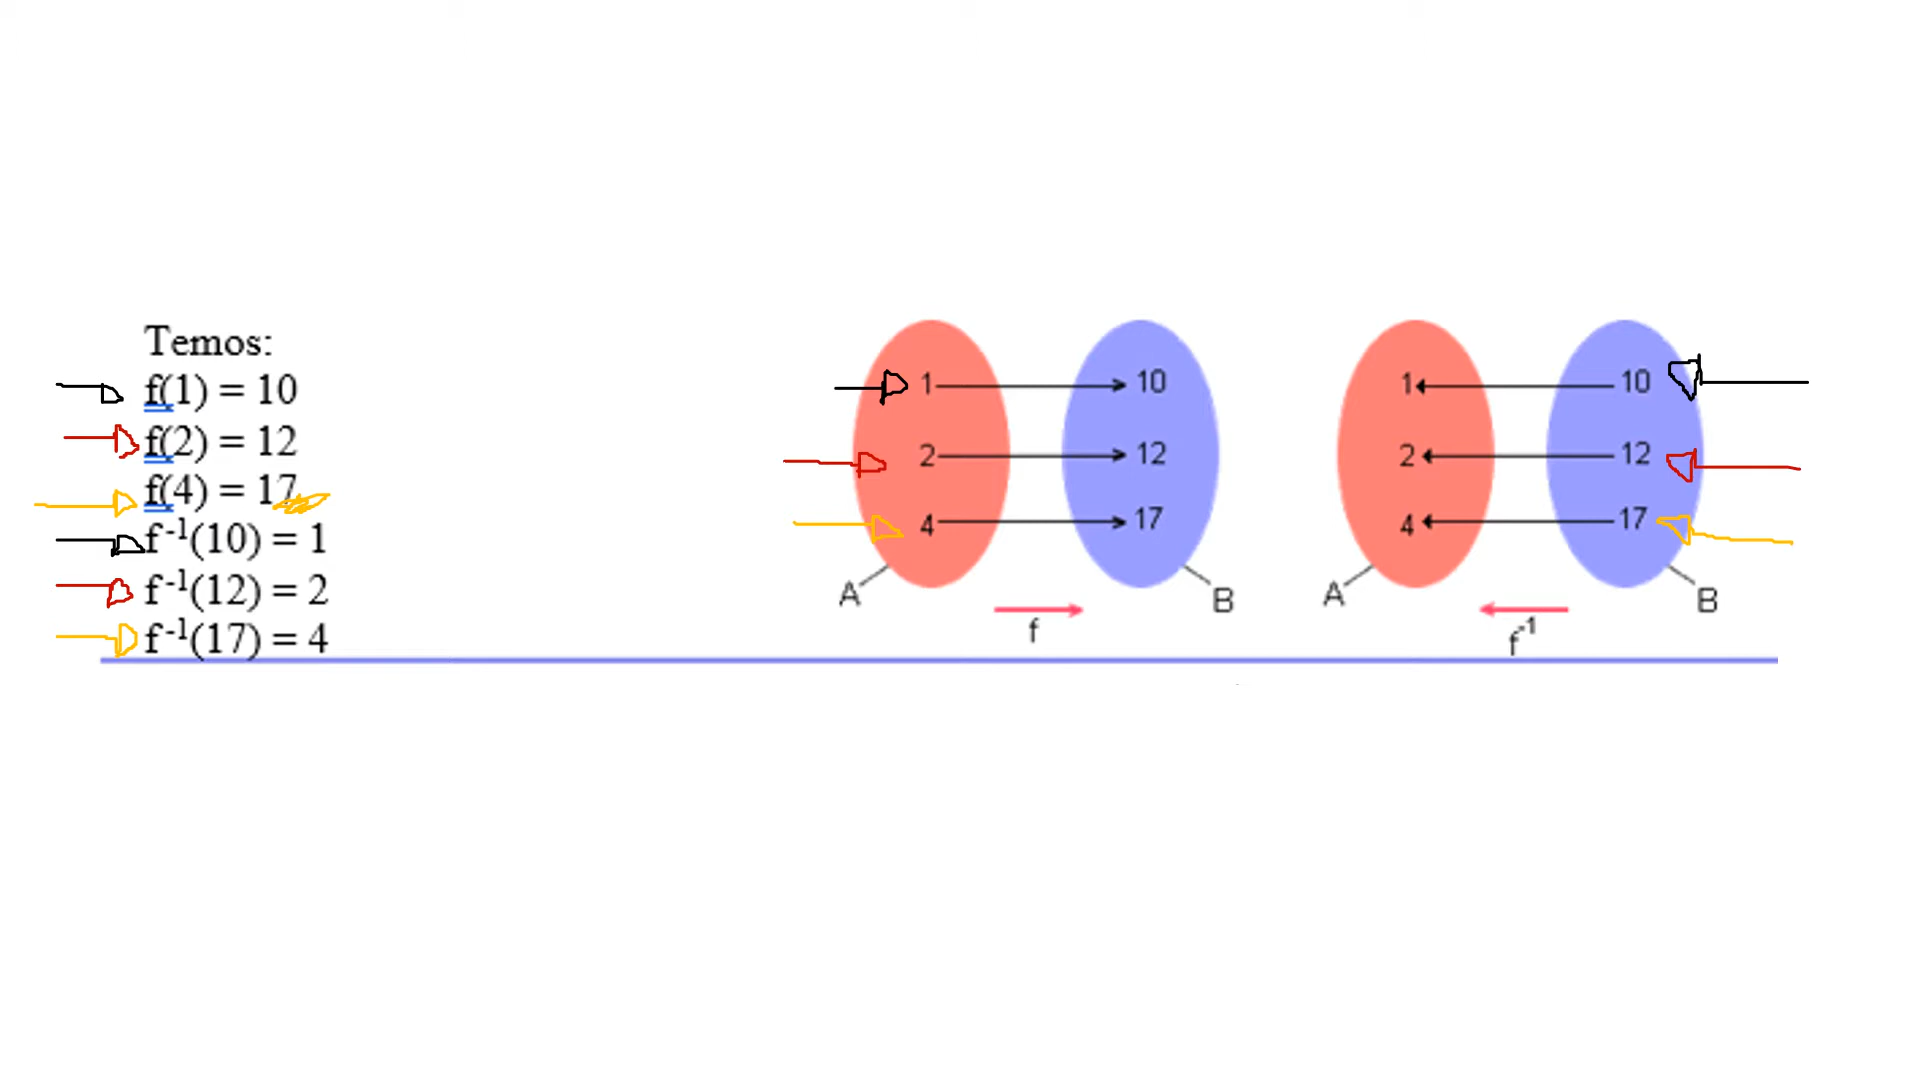 Temos:
f(1) = 10
f(2) = 12
f(4) = 17
f⁻¹(10) = 1
f⁻¹(12) = 2
f⁻¹(17) = 4
1 10
2 12
4 17
A B
f
1 10
2 12
4 17
A B
f⁻¹